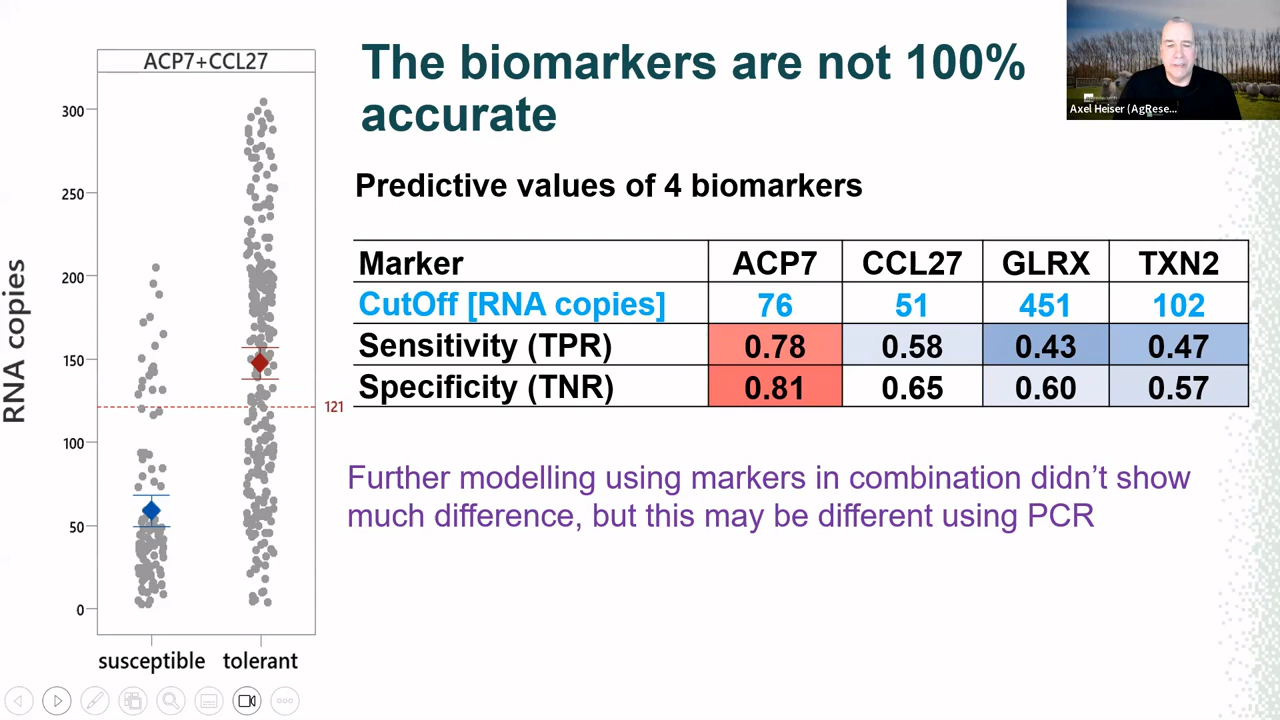 The biomarkers are not 100%
accurate
Axel Heiser (AgRese...
Predictive values of 4 biomarkers
ACP7+CCL27
RNA copies
300
250
200
150
121
100
50
0
susceptible tolerant
Marker ACP7 CCL27 GLRX TXN2
CutOff [RNA copies] 76 51 451 102
Sensitivity (TPR) 0.78 0.58 0.43 0.47
Specificity (TNR) 0.81 0.65 0.60 0.57
Further modelling using markers in combination didn’t show
much difference, but this may be different using PCR